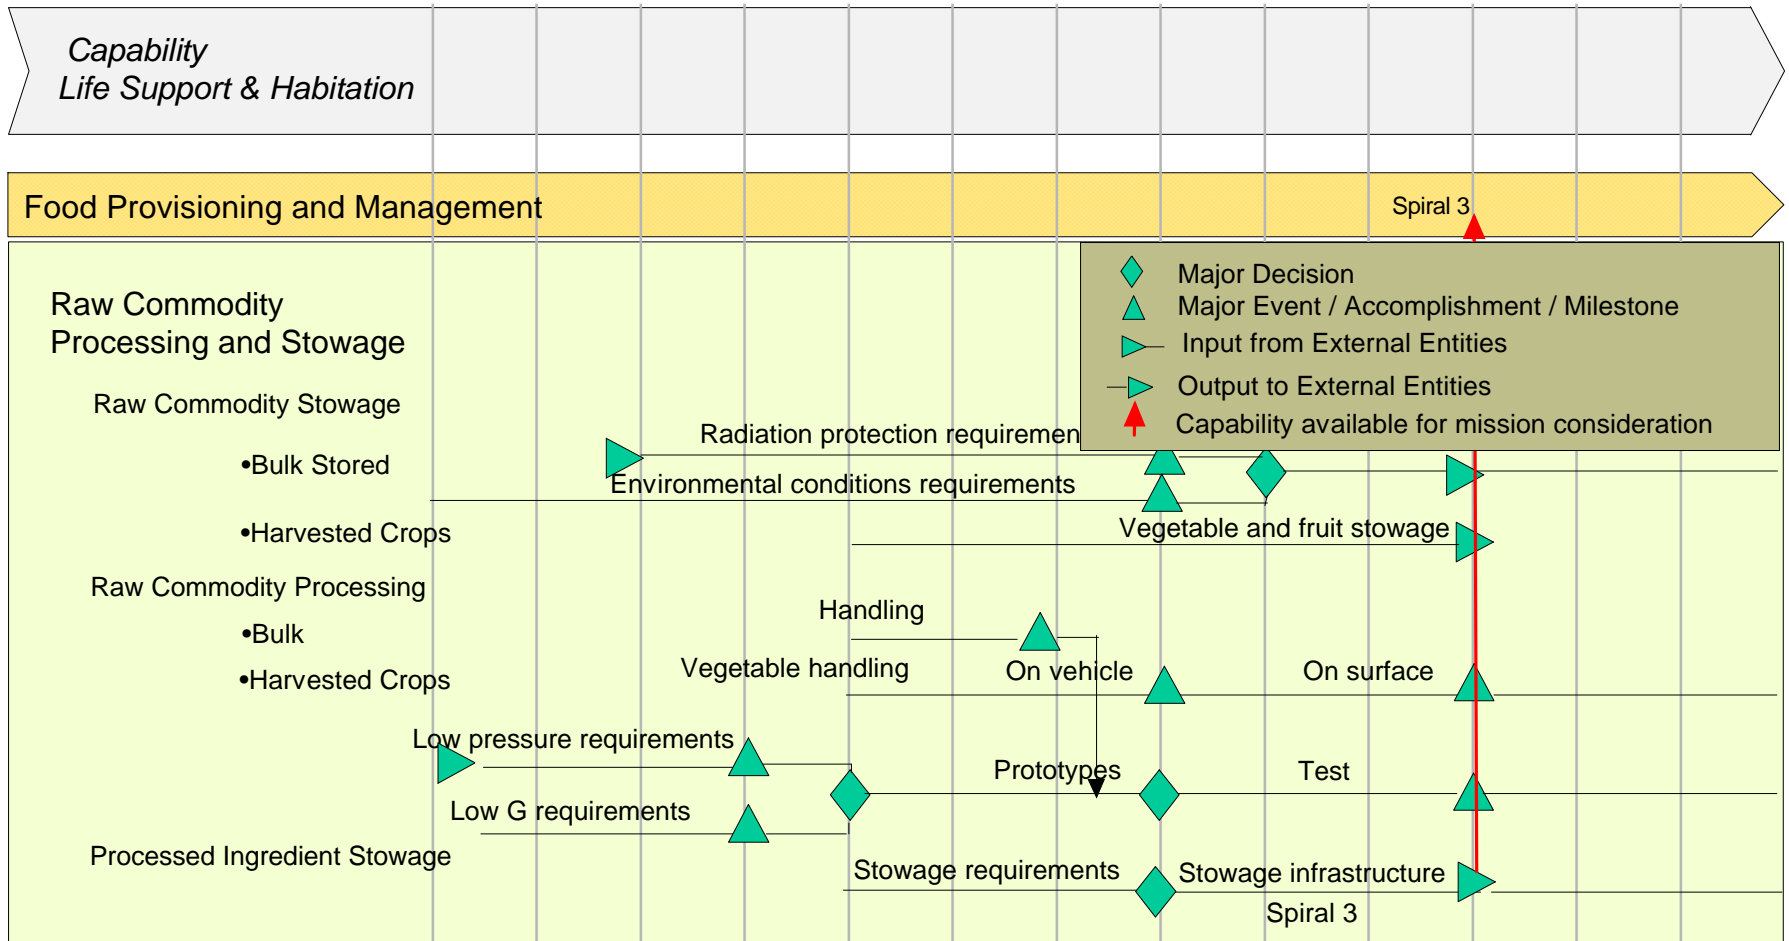 Capability
Life Support & Habitation
Food Provisioning and Management
Spiral 3
Major Decision
Major Event / Accomplishment / Milestone
Input from External Entities
Output to External Entities
Capability available for mission consideration
Raw Commodity
Processing and Stowage
Raw Commodity Stowage
Radiation protection requiremen
•Bulk Stored
Environmental conditions requirements
•Harvested Crops
Vegetable and fruit stowage
Raw Commodity Processing
Handling
•Bulk
Vegetable handling
On vehicle
On surface
•Harvested Crops
Low pressure requirements
Prototypes
Test
Low G requirements
Processed Ingredient Stowage
Stowage requirements
Stowage infrastructure
Spiral 3